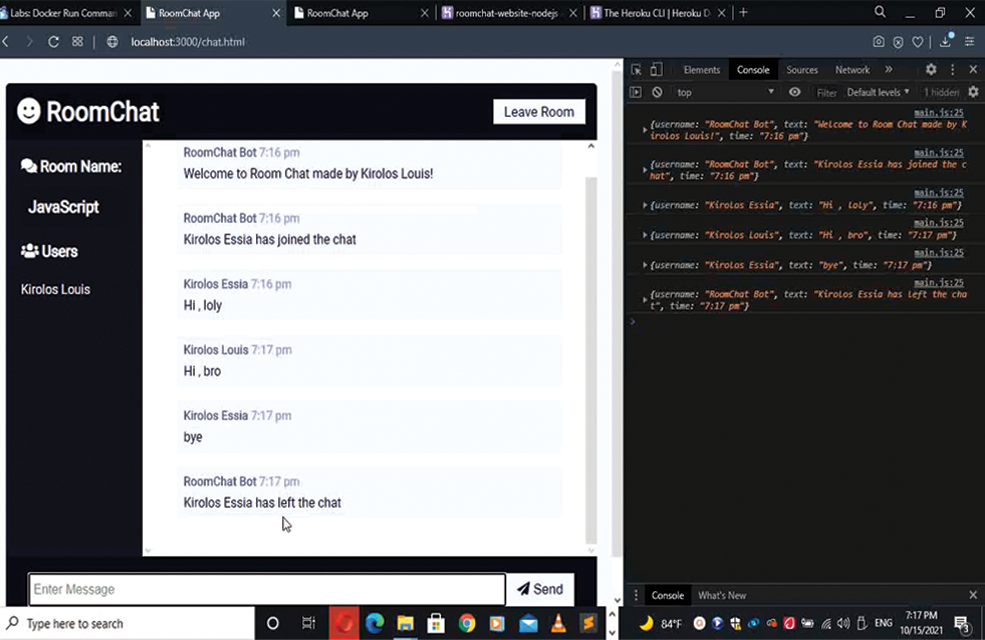 Labs: Docker Run Comman
RoomChat App
RoomChat App
roomchat-website-nodejs
The Heroku CLI | Heroku D
localhost:3000/chat.html
RoomChat
Leave Room
Room Name:
JavaScript
Users
Kirolos Louis
RoomChat Bot 7:16 pm
Welcome to Room Chat made by Kirolos Louis!
RoomChat Bot 7:16 pm
Kirolos Essia has joined the chat
Kirolos Essia 7:16 pm
Hi , loly
Kirolos Louis 7:17 pm
Hi , bro
Kirolos Essia 7:17 pm
bye
RoomChat Bot 7:17 pm
Kirolos Essia has left the chat
Enter Message
Send
Elements Console Sources Network »
top Filter Default levels 1 hidden
main.js:25
{username: "RoomChat Bot", text: "Welcome to Room Chat made by K
irolos Louis!", time: "7:16 pm"}
main.js:25
{username: "RoomChat Bot", text: "Kirolos Essia has joined the c
hat", time: "7:16 pm"}
main.js:25
{username: "Kirolos Essia", text: "Hi , loly", time: "7:16 pm"}
main.js:25
{username: "Kirolos Louis", text: "Hi , bro", time: "7:17 pm"}
main.js:25
{username: "Kirolos Essia", text: "bye", time: "7:17 pm"}
main.js:25
{username: "RoomChat Bot", text: "Kirolos Essia has left the cha
t", time: "7:17 pm"}
Console What's New
Type here to search
84°F
ENG
7:17 PM
10/15/2021
3